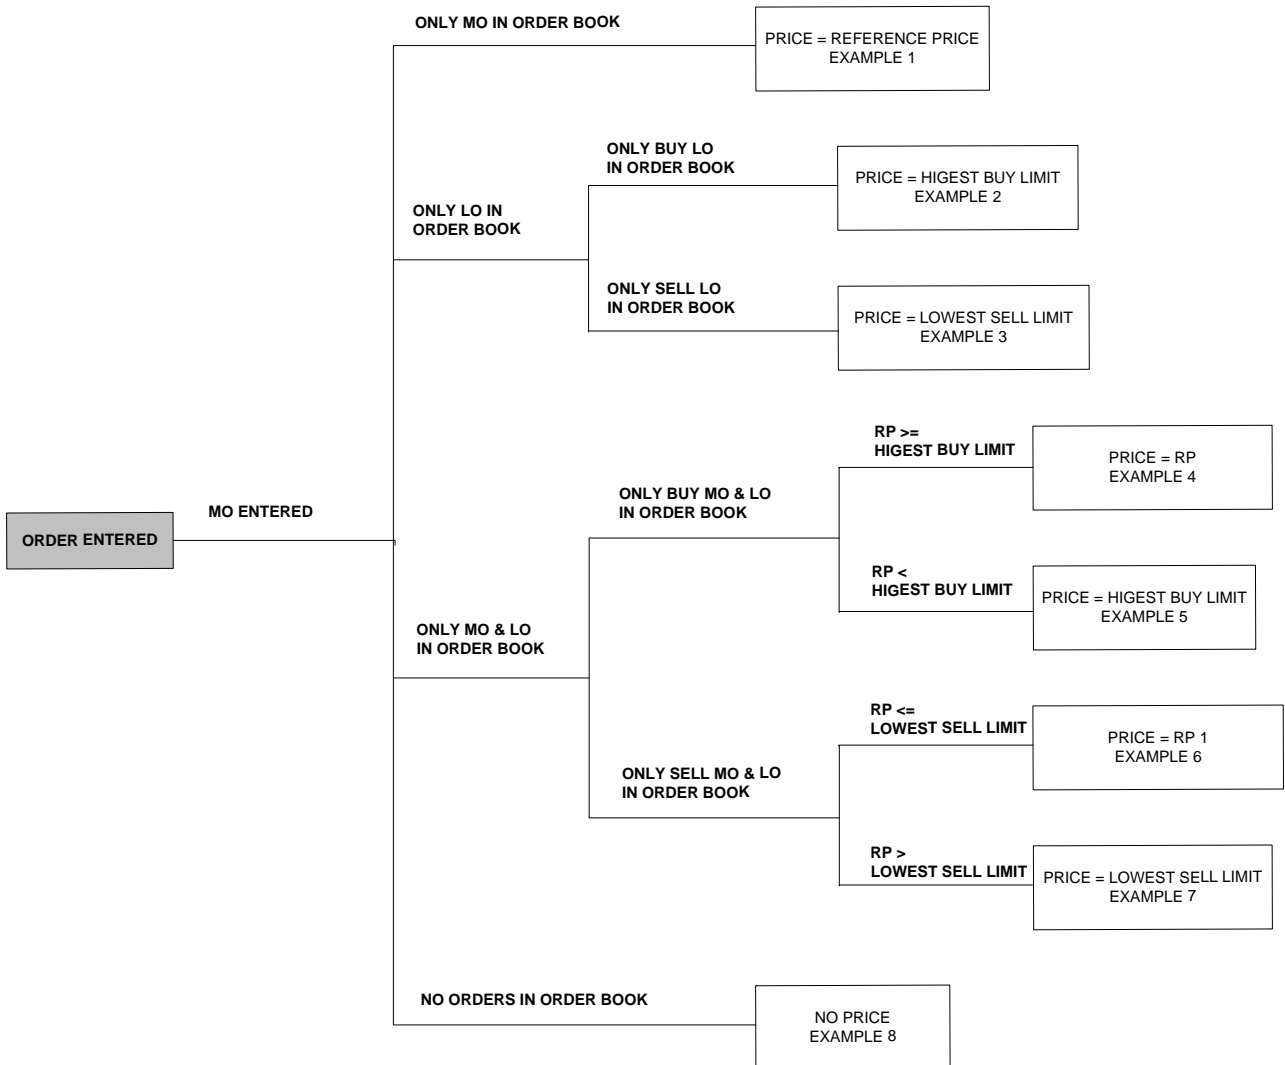 ONLY MO IN ORDER BOOK
PRICE = REFERENCE PRICE
EXAMPLE 1
ONLY BUY LO
IN ORDER BOOK
PRICE = HIGEST BUY LIMIT
EXAMPLE 2
ONLY LO IN
ORDER BOOK
ONLY SELL LO
IN ORDER BOOK
PRICE = LOWEST SELL LIMIT
EXAMPLE 3
RP >=
HIGEST BUY LIMIT
PRICE = RP
EXAMPLE 4
ONLY BUY MO & LO
IN ORDER BOOK
MO ENTERED
ORDER ENTERED
RP <
HIGEST BUY LIMIT
PRICE = HIGEST BUY LIMIT
EXAMPLE 5
ONLY MO & LO
IN ORDER BOOK
RP <=
LOWEST SELL LIMIT
PRICE = RP 1
EXAMPLE 6
ONLY SELL MO & LO
IN ORDER BOOK
RP >
LOWEST SELL LIMIT
PRICE = LOWEST SELL LIMIT
EXAMPLE 7
NO ORDERS IN ORDER BOOK
NO PRICE
EXAMPLE 8